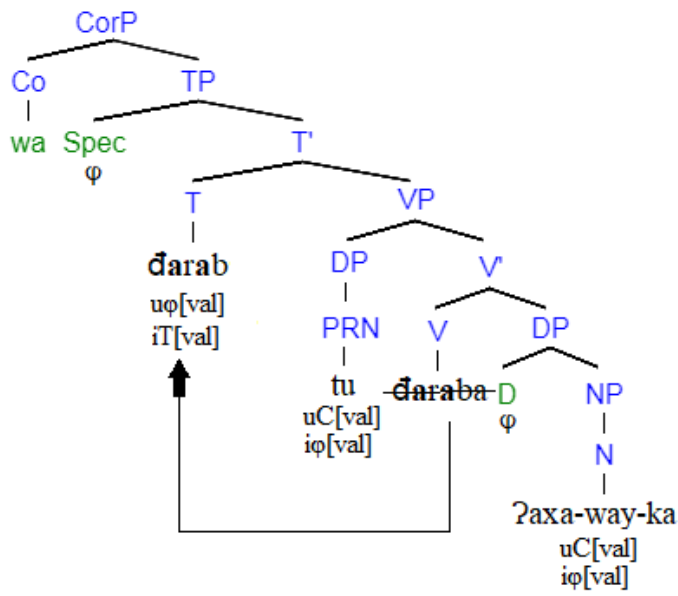 CorP
Co TP
wa Spec T'
φ
T VP
đarab DP V'
uφ[val]
iT[val]
PRN V DP
tu đaraba D NP
uC[val] φ
iφ[val]
N
ʔaxa-way-ka
uC[val]
iφ[val]